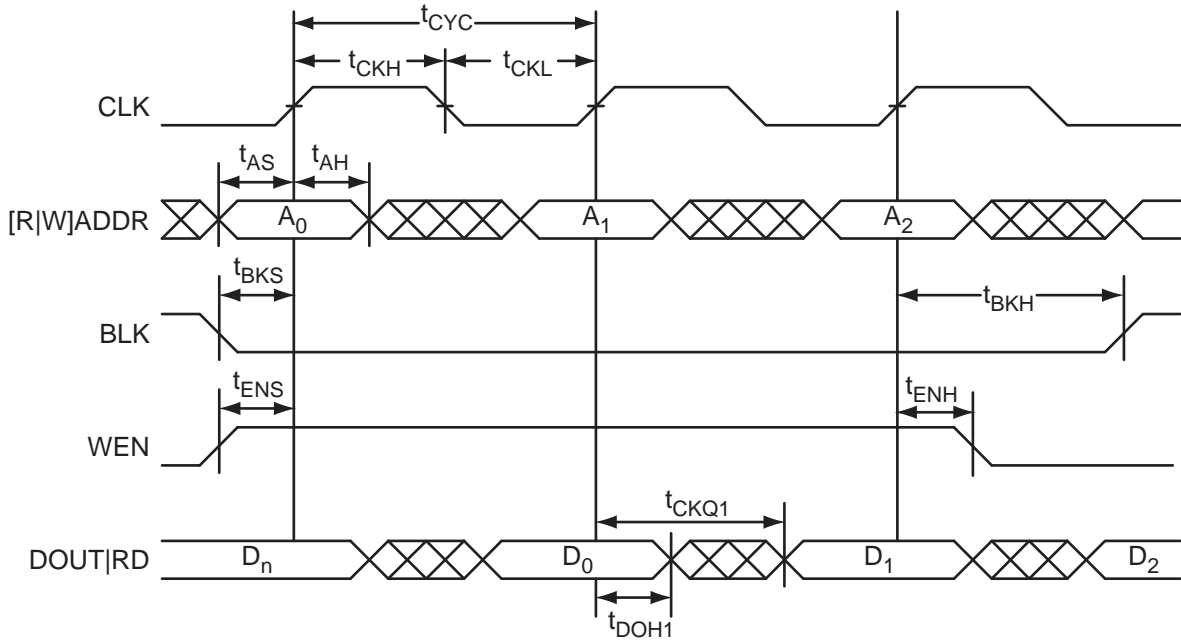 tCYC
tCKH tCKL
CLK
tAS tAH
[R|W]ADDR A0 A1 A2
tBKS tBKH
BLK
tENS tENH
WEN
tCKQ1
DOUT|RD Dn D0 D1 D2
tDOH1